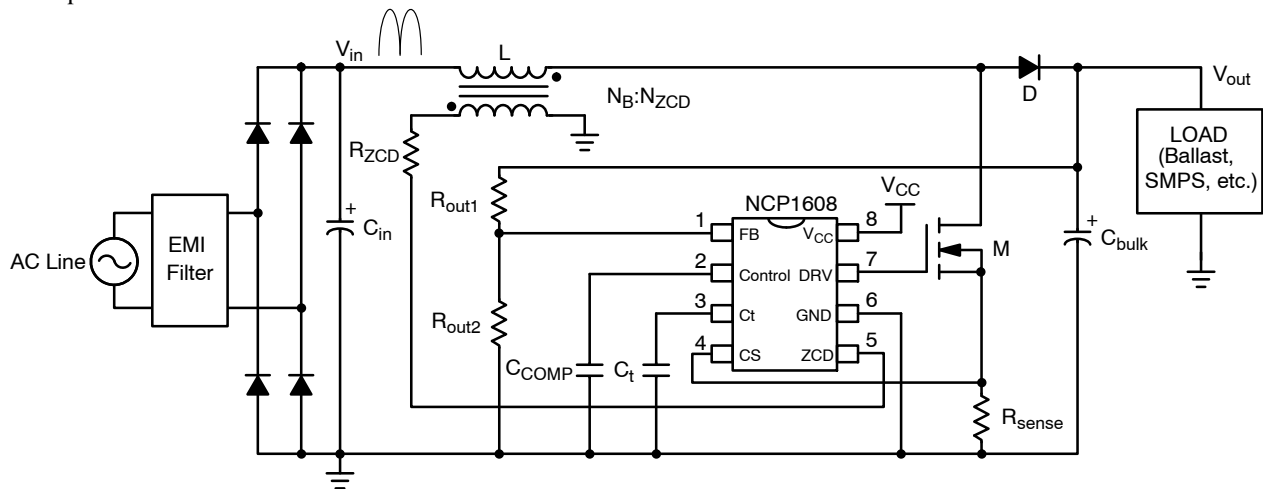 V_in
L
N_B:N_ZCD
D
V_out
LOAD
(Ballast,
SMPS, etc.)
R_ZCD
R_out1
NCP1608
V_CC
AC Line
EMI
Filter
+
C_in
1
FB
V_CC
8
2
Control
DRV
7
M
+
C_bulk
R_out2
3
Ct
GND
6
4
CS
ZCD
5
C_COMP
C_t
R_sense